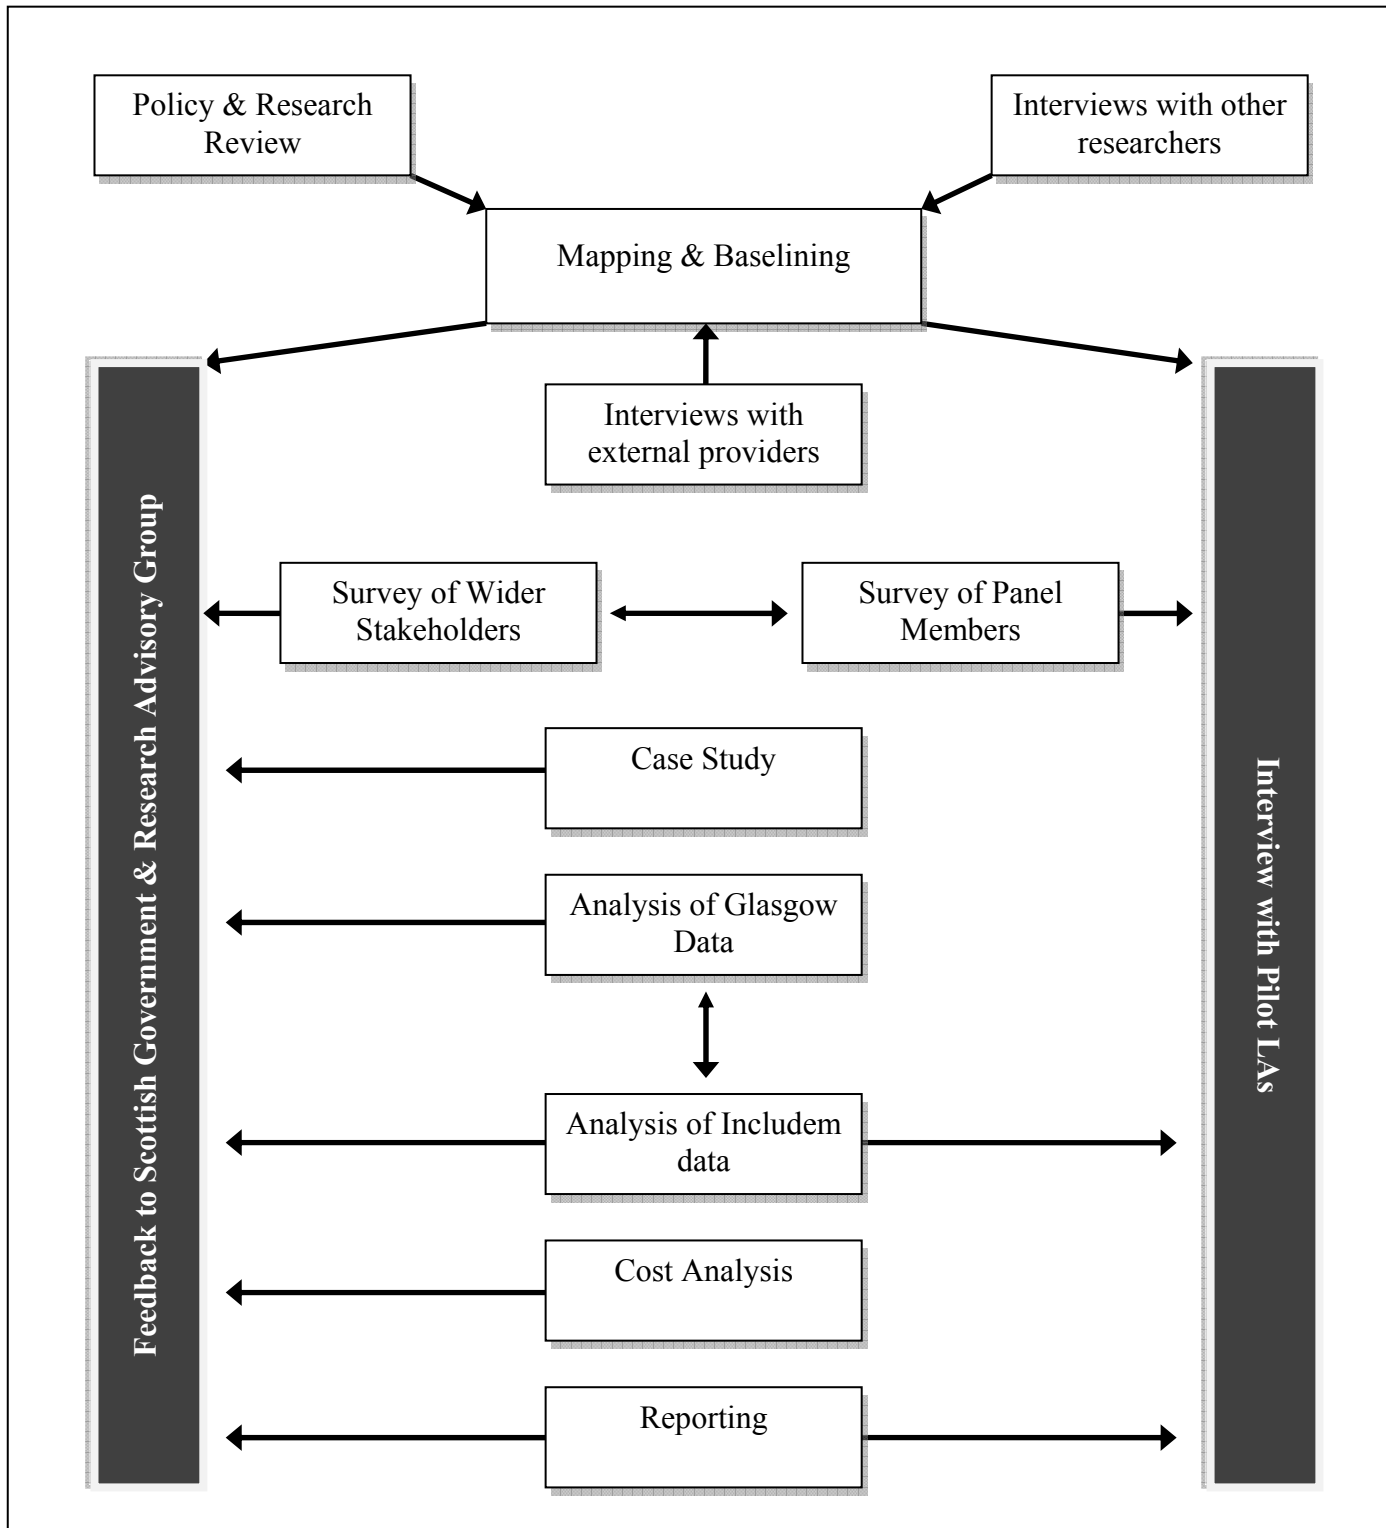 Policy & Research
Review
Interviews with other
researchers
Mapping & Baselining
Interviews with
external providers
Feedback to Scottish Government & Research Advisory Group
Survey of Wider
Stakeholders
Survey of Panel
Members
Interview with Pilot LAs
Case Study
Analysis of Glasgow
Data
Analysis of Includem
data
Cost Analysis
Reporting